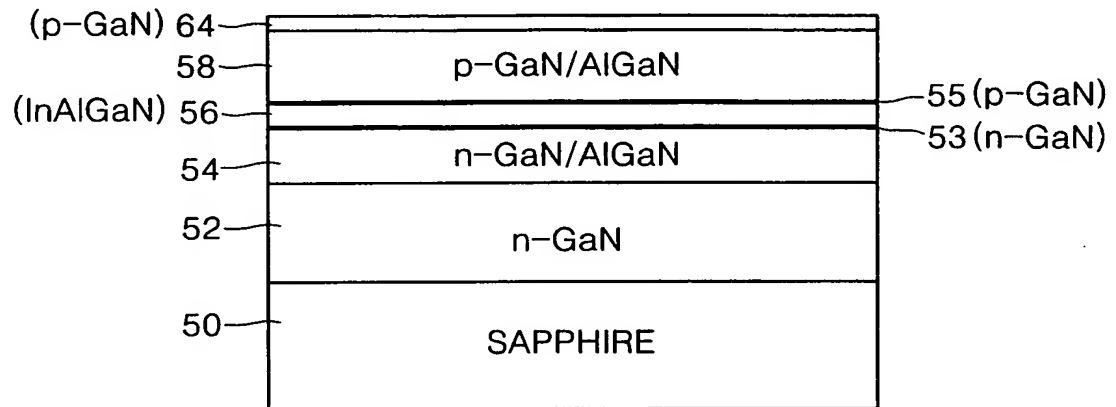 (p-GaN) 64
58 p-GaN/AlGaN
55 (p-GaN)
(InAlGaN) 56
53 (n-GaN)
54 n-GaN/AlGaN
52 n-GaN
50 SAPPHIRE